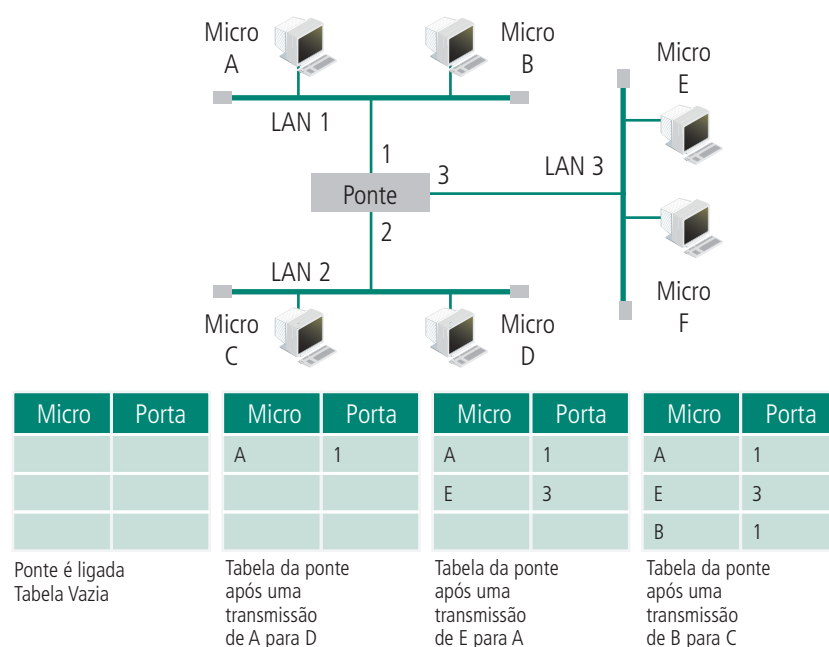 Micro
A
Micro
B
Micro
E
LAN 1
1
3
LAN 3
Ponte
2
LAN 2
Micro
C
Micro
D
Micro
F
Micro Porta
Ponte é ligada
Tabela Vazia
Micro Porta
A 1
Tabela da ponte
após uma
transmissão
de A para D
Micro Porta
A 1
E 3
Tabela da ponte
após uma
transmissão
de E para A
Micro Porta
A 1
E 3
B 1
Tabela da ponte
após uma
transmissão
de B para C